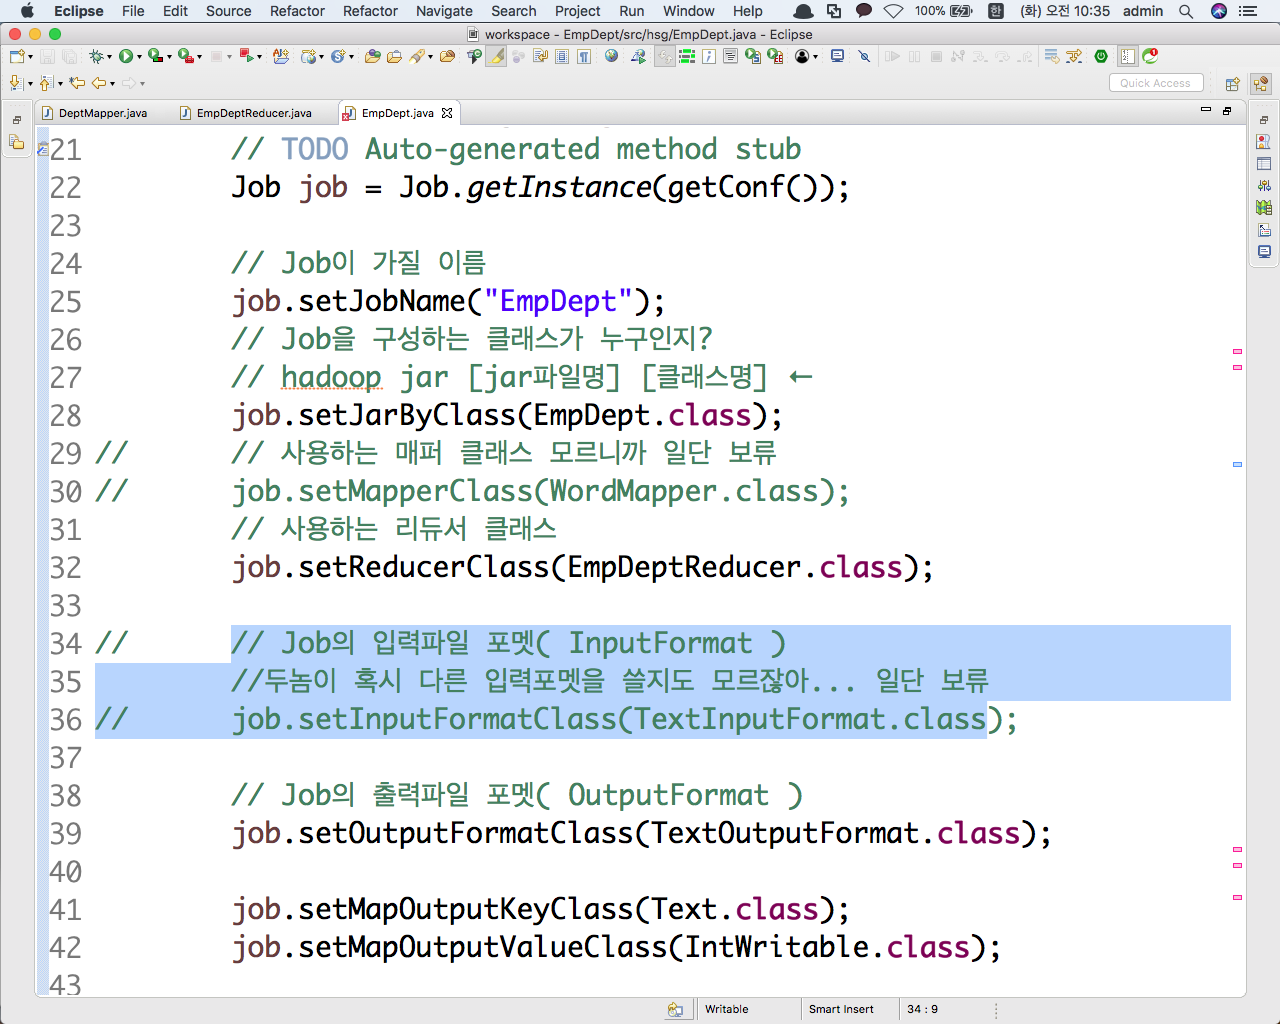 Eclipse File Edit Source Refactor Refactor Navigate Search Project Run Window Help 100% 한 (화) 오전 10:35 admin
workspace - EmpDept/src/hsg/EmpDept.java - Eclipse
Quick Access
DeptMapper.java EmpDeptReducer.java EmpDept.java
21 // TODO Auto-generated method stub
22 Job job = Job.getInstance(getConf());
23
24 // Job이 가질 이름
25 job.setJobName("EmpDept");
26 // Job을 구성하는 클래스가 누구인지?
27 // hadoop jar [jar파일명] [클래스명] ←
28 job.setJarByClass(EmpDept.class);
29 // // 사용하는 매퍼 클래스 모르니까 일단 보류
30 // job.setMapperClass(WordMapper.class);
31 // 사용하는 리듀서 클래스
32 job.setReducerClass(EmpDeptReducer.class);
33
34 // // Job의 입력파일 포멧( InputFormat )
35 //두놈이 혹시 다른 입력포멧을 쓸지도 모르잖아... 일단 보류
36 // job.setInputFormatClass(TextInputFormat.class);
37
38 // Job의 출력파일 포멧( OutputFormat )
39 job.setOutputFormatClass(TextOutputFormat.class);
40
41 job.setMapOutputKeyClass(Text.class);
42 job.setMapOutputValueClass(IntWritable.class);
43
Writable Smart Insert 34 : 9